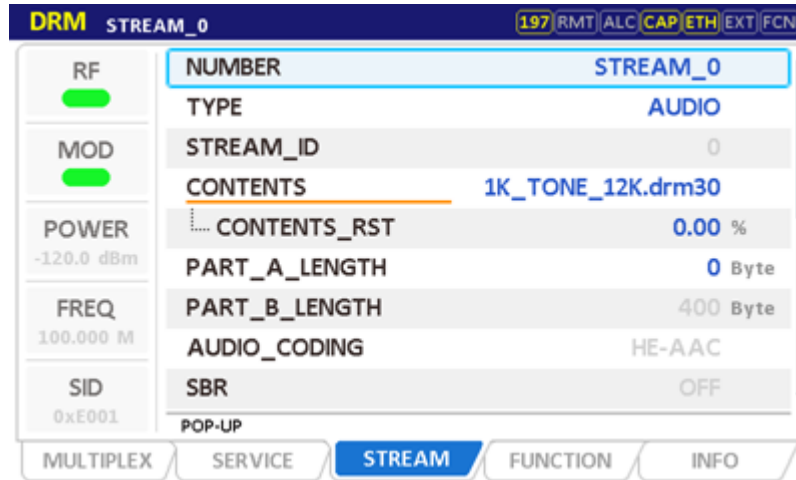 DRM STREAM_0 197 RMT ALC CAP ETH EXT FCN
RF
MOD
POWER
-120.0 dBm
FREQ
100.000 M
SID
0xE001
NUMBER STREAM_0
TYPE AUDIO
STREAM_ID 0
CONTENTS 1K_TONE_12K.drm30
CONTENTS_RST 0.00 %
PART_A_LENGTH 0 Byte
PART_B_LENGTH 400 Byte
AUDIO_CODING HE-AAC
SBR OFF
POP-UP
MULTIPLEX SERVICE STREAM FUNCTION INFO